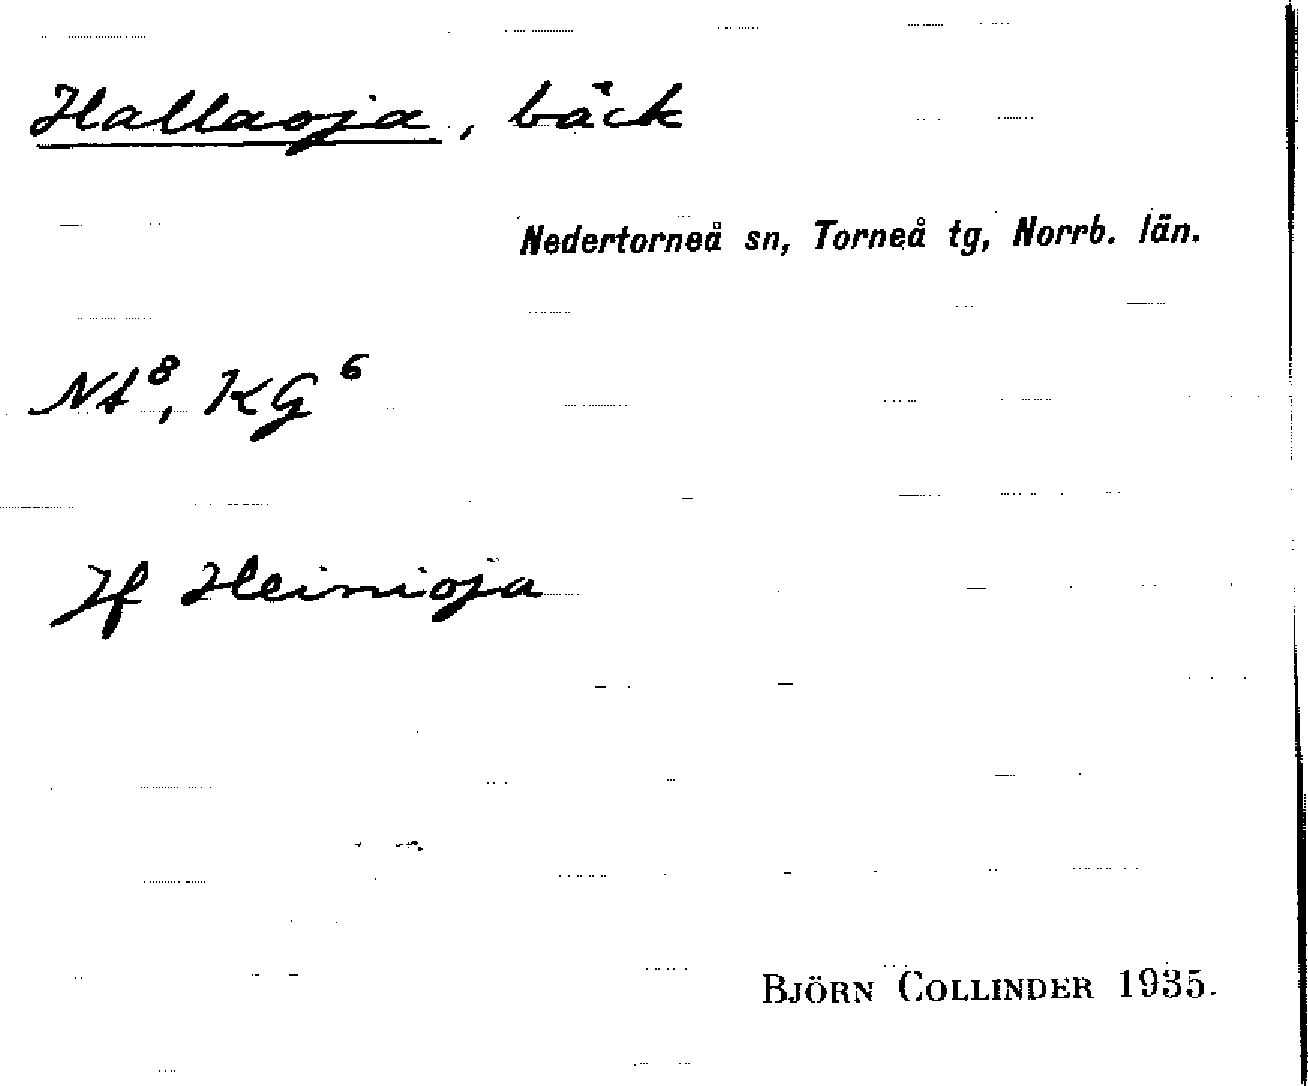 Hallaoja, bäck
Nedertorneå sn, Torneå tg, Norrb. län.
Nt⁸, KG⁶
Jf Heinioja
BJÖRN COLLINDER 1935.